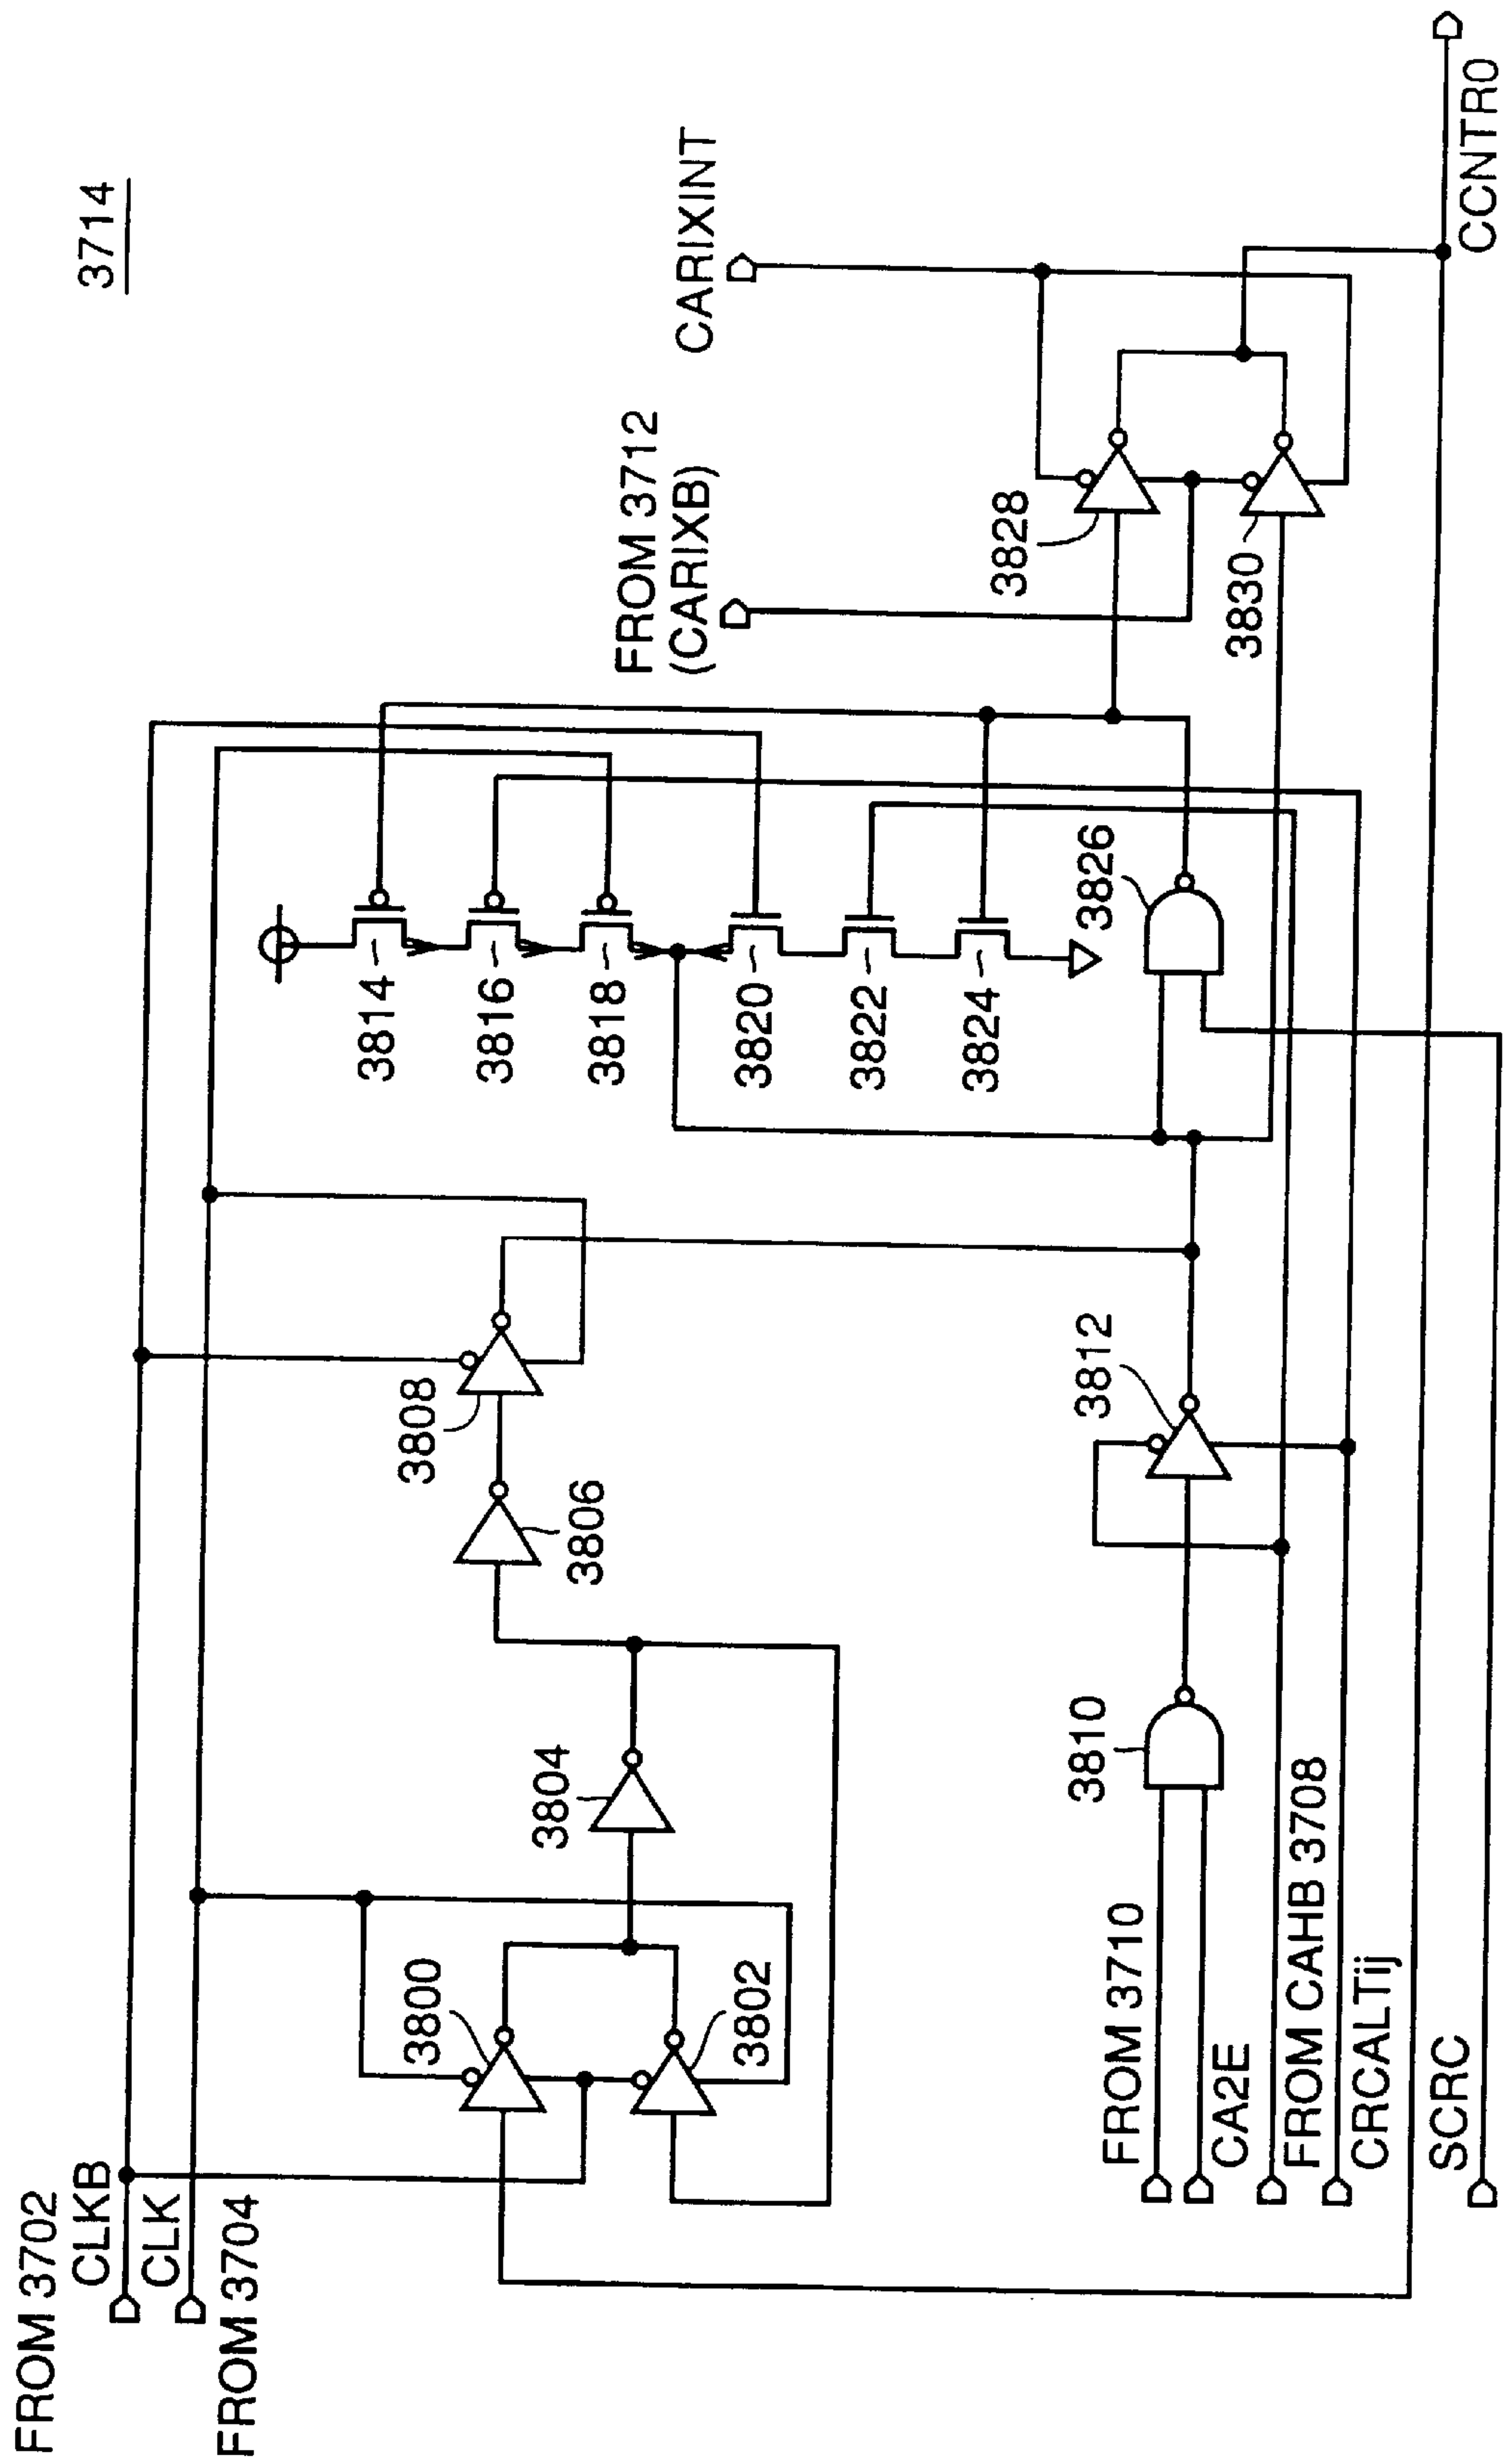 3714
FROM 3702
CLKB
CLK
FROM 3704
3800
3802
3804
3806
3808
3814
3816
3818
3820
3822
3824
3826
FROM 3712
(CARIXB)
CARIXINT
3828
3830
3810
3812
FROM 3710
CA2E
FROM CAHB 3708
CRCALTij
SCRC
CCNTR0